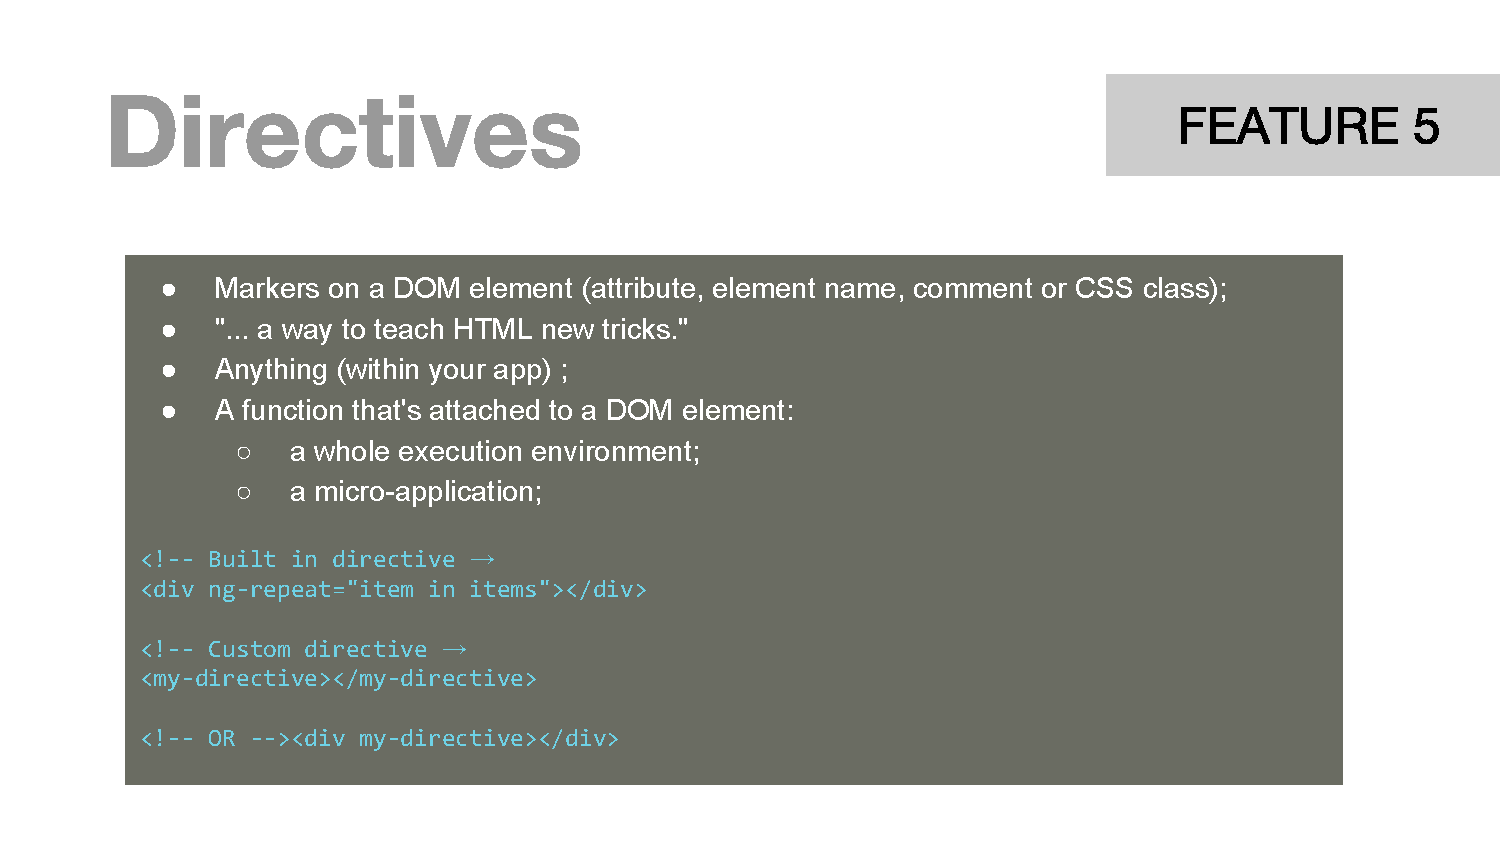 Directives
FEATURE 5
● Markers on a DOM element (attribute, element name, comment or CSS class);
● "... a way to teach HTML new tricks."
● Anything (within your app) ;
● A function that's attached to a DOM element:
○ a whole execution environment;
○ a micro-application;
<!-- Built in directive →
<div ng-repeat="item in items"></div>
<!-- Custom directive →
<my-directive></my-directive>
<!-- OR --><div my-directive></div>